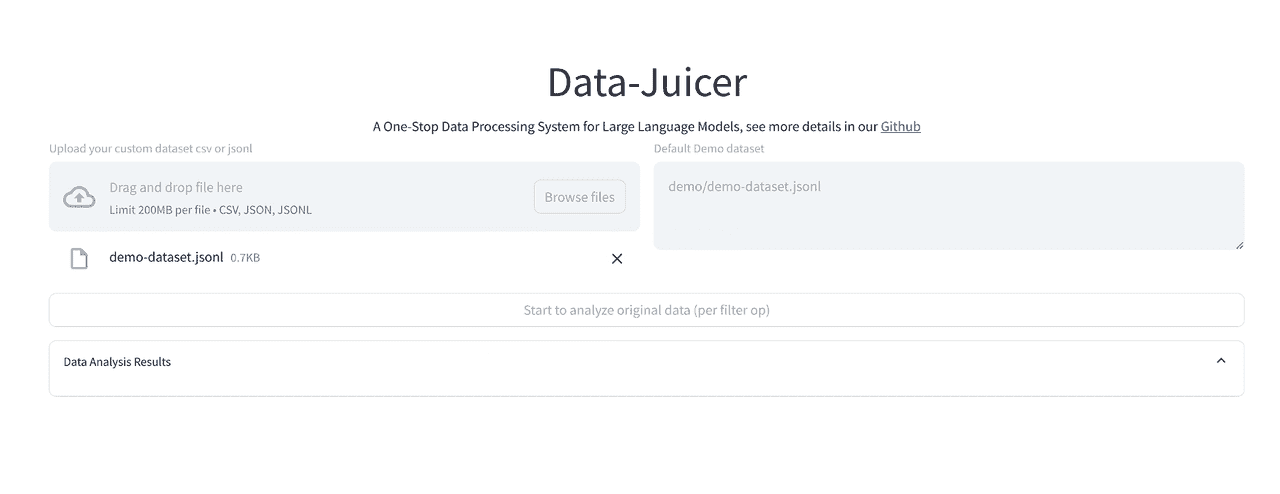 Data-Juicer
A One-Stop Data Processing System for Large Language Models, see more details in our Github
Upload your custom dataset csv or jsonl
Drag and drop file here
Limit 200MB per file • CSV, JSON, JSONL
Browse files
demo-dataset.jsonl 0.7KB
Default Demo dataset
demo/demo-dataset.jsonl
Start to analyze original data (per filter op)
Data Analysis Results